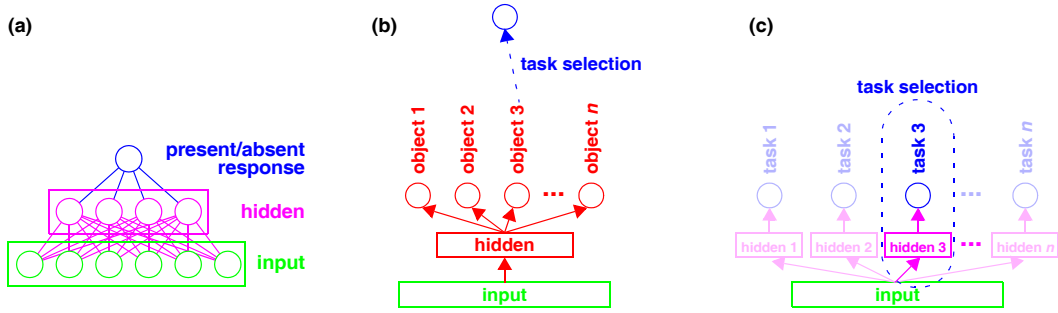 (a)
present/absent
response
hidden
input
(b)
task selection
object 1
object 2
object 3
object n
...
hidden
input
(c)
task selection
task 1
task 2
task 3
task n
...
hidden 1
hidden 2
hidden 3
...
hidden n
input